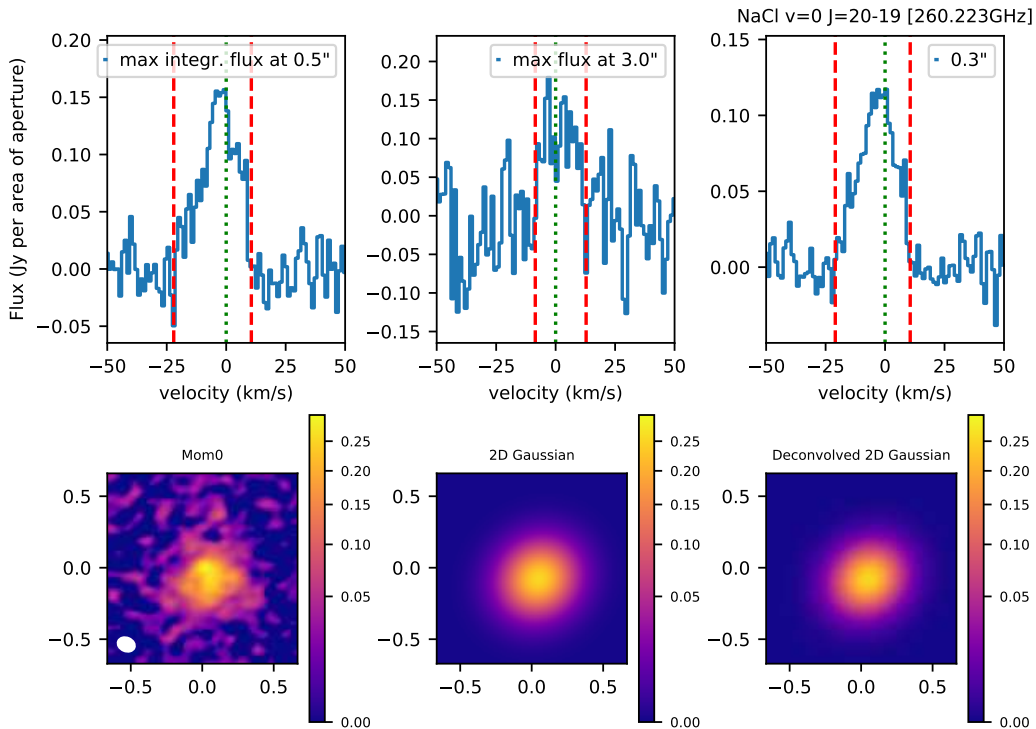 NaCl v=0 J=20-19 [260.223GHz]
Flux (Jy per area of aperture)
0.20
0.15
0.10
0.05
0.00
−0.05
max integr. flux at 0.5"
−50 −25 0 25 50
velocity (km/s)
0.20
0.15
0.10
0.05
0.00
−0.05
−0.10
−0.15
max flux at 3.0"
−50 −25 0 25 50
velocity (km/s)
0.15
0.10
0.05
0.00
0.3"
−50 −25 0 25 50
velocity (km/s)
Mom0
0.5
0.0
−0.5
−0.5 0.0 0.5
0.25
0.20
0.15
0.10
0.05
0.00
2D Gaussian
0.5
0.0
−0.5
−0.5 0.0 0.5
0.25
0.20
0.15
0.10
0.05
0.00
Deconvolved 2D Gaussian
0.5
0.0
−0.5
−0.5 0.0 0.5
0.25
0.20
0.15
0.10
0.05
0.00